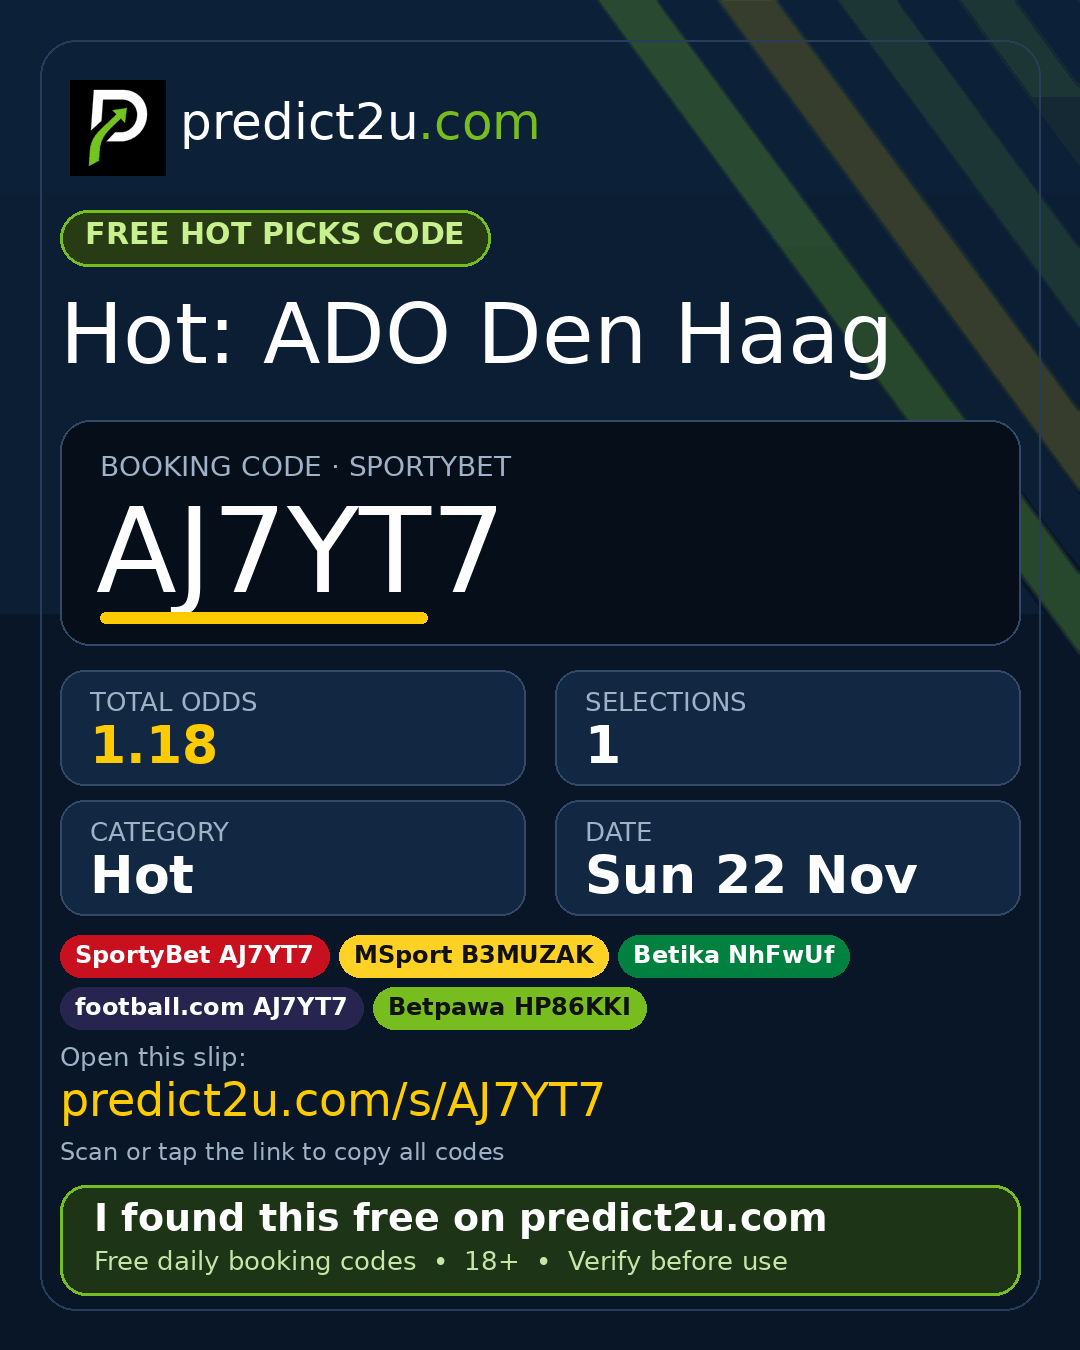 predict2u.com
FREE HOT PICKS CODE
Hot: ADO Den Haag
BOOKING CODE · SPORTYBET
AJ7YT7
TOTAL ODDS
1.18
SELECTIONS
1
CATEGORY
Hot
DATE
Sun 22 Nov
SportyBet AJ7YT7
MSport B3MUZAK
Betika NhFwUf
football.com AJ7YT7
Betpawa HP86KKI
Open this slip:
predict2u.com/s/AJ7YT7
Scan or tap the link to copy all codes
I found this free on predict2u.com
Free daily booking codes • 18+ • Verify before use